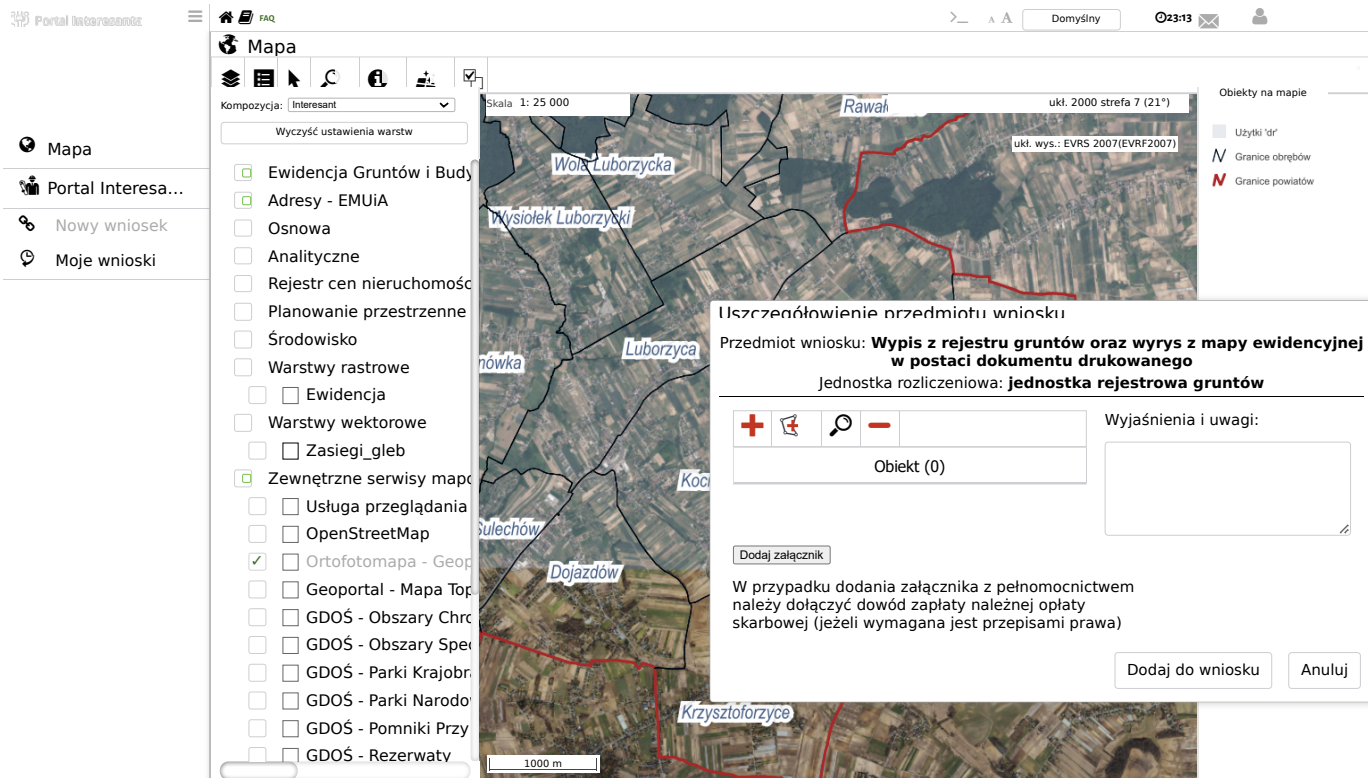 Portal Interesanta
FAQ
>_
A A
Domyślny
23:13
Mapa
Kompozycja: Interesant
Wyczyść ustawienia warstw
Mapa
Portal Interesa...
Nowy wniosek
Moje wnioski
Ewidencja Gruntów i Budy
Adresy - EMUiA
Osnowa
Analityczne
Rejestr cen nieruchomośc
Planowanie przestrzenne
Środowisko
Warstwy rastrowe
Ewidencja
Warstwy wektorowe
Zasiegi_gleb
Zewnętrzne serwisy mapo
Usługa przeglądania
OpenStreetMap
Ortofotomapa - Geop
Geoportal - Mapa Top
GDOŚ - Obszary Chro
GDOŚ - Obszary Spec
GDOŚ - Parki Krajobra
GDOŚ - Parki Narodo
GDOŚ - Pomniki Przy
GDOŚ - Rezerwaty
Skala 1: 25 000
ukł. 2000 strefa 7 (21°)
ukł. wys.: EVRS 2007(EVRF2007)
Rawał
Wola Luborzycka
Wysiołek Luborzycki
Luborzyca
nówka
Koc
Sulechów
Dojazdów
Krzysztoforzyce
1000 m
Obiekty na mapie
Użytki 'dr'
Granice obrębów
Granice powiatów
Uszczegółowienie przedmiotu wniosku
Przedmiot wniosku: Wypis z rejestru gruntów oraz wyrys z mapy ewidencyjnej
w postaci dokumentu drukowanego
Jednostka rozliczeniowa: jednostka rejestrowa gruntów
Obiekt (0)
Wyjaśnienia i uwagi:
Dodaj załącznik
W przypadku dodania załącznika z pełnomocnictwem
należy dołączyć dowód zapłaty należnej opłaty
skarbowej (jeżeli wymagana jest przepisami prawa)
Dodaj do wniosku
Anuluj